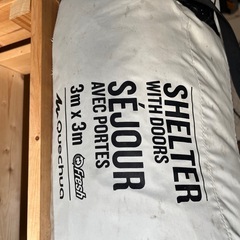 SHELTER
WITH DOORS
SÉJOUR
AVEC PORTES
3m x 3m Fresh
Quechua